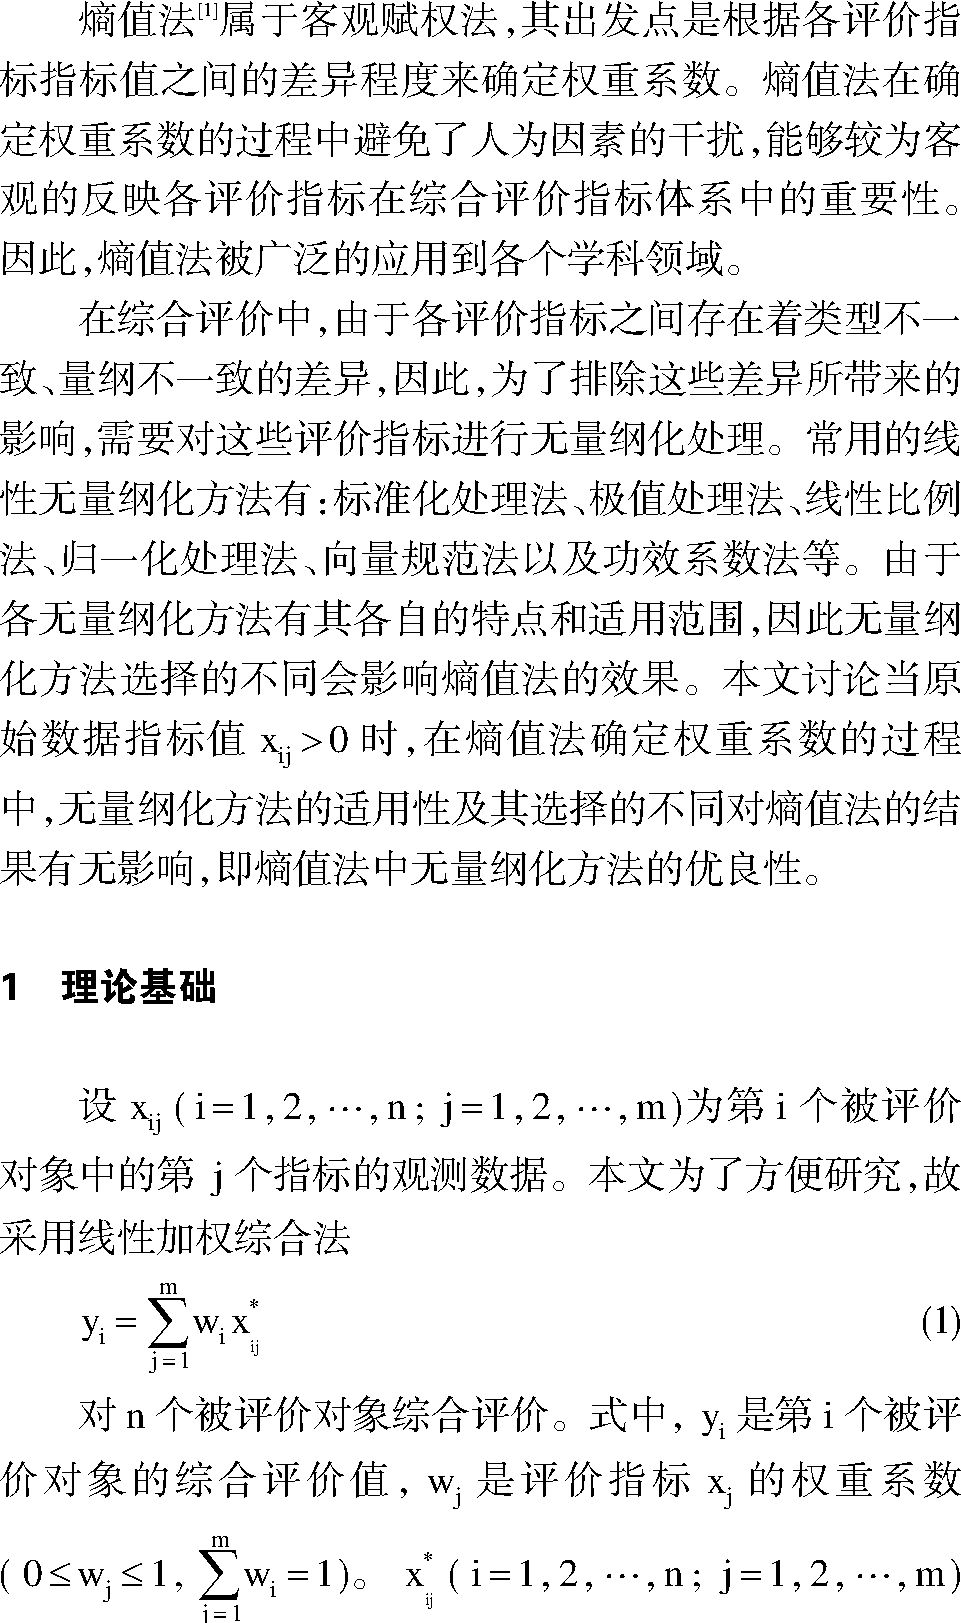 熵值法[1]属于客观赋权法,其出发点是根据各评价指
标指标值之间的差异程度来确定权重系数。熵值法在确
定权重系数的过程中避免了人为因素的干扰,能够较为客
观的反映各评价指标在综合评价指标体系中的重要性。
因此,熵值法被广泛的应用到各个学科领域。
在综合评价中,由于各评价指标之间存在着类型不一
致、量纲不一致的差异,因此,为了排除这些差异所带来的
影响,需要对这些评价指标进行无量纲化处理。常用的线
性无量纲化方法有:标准化处理法、极值处理法、线性比例
法、归一化处理法、向量规范法以及功效系数法等。由于
各无量纲化方法有其各自的特点和适用范围,因此无量纲
化方法选择的不同会影响熵值法的效果。本文讨论当原
始数据指标值 x_ij > 0 时,在熵值法确定权重系数的过程
中,无量纲化方法的适用性及其选择的不同对熵值法的结
果有无影响,即熵值法中无量纲化方法的优良性。
1 理论基础
设 x_ij ( i = 1 , 2 , ⋯ , n ; j = 1 , 2 , ⋯ , m )为第 i 个被评价
对象中的第 j 个指标的观测数据。本文为了方便研究,故
采用线性加权综合法
y_i = ∑_{j=1}^{m} w_i x_ij^* (1)
对 n 个被评价对象综合评价。式中, y_i 是第 i 个被评
价对象的综合评价值, w_j 是评价指标 x_j 的权重系数
( 0 ≤ w_j ≤ 1 , ∑_{j=1}^{m} w_i = 1 )。 x_ij^* ( i = 1 , 2 , ⋯ , n ; j = 1 , 2 , ⋯ , m )